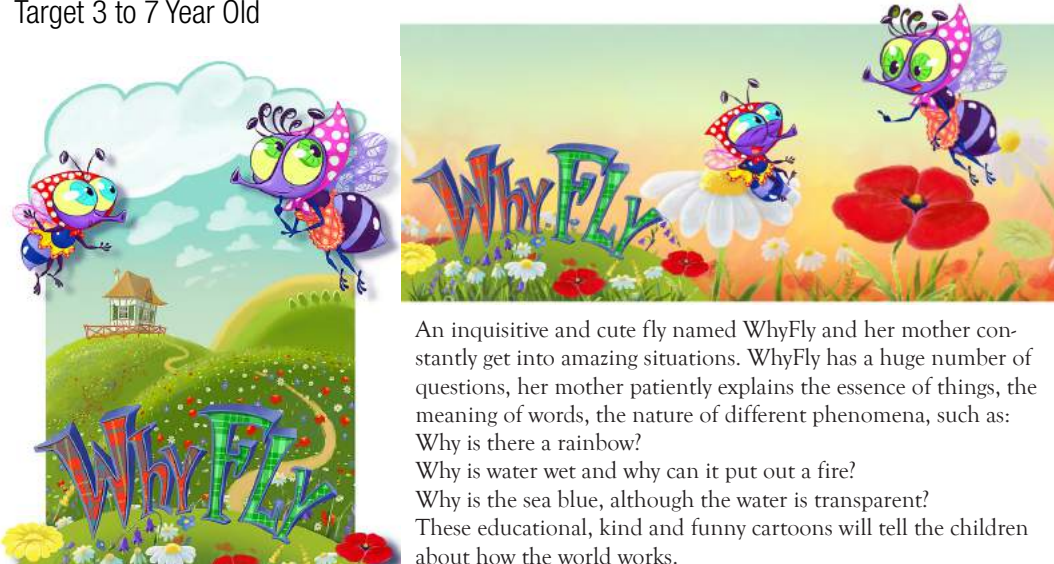 Target 3 to 7 Year Old
Why FLy
Why FLy
An inquisitive and cute fly named WhyFly and her mother con-
stantly get into amazing situations. WhyFly has a huge number of
questions, her mother patiently explains the essence of things, the
meaning of words, the nature of different phenomena, such as:
Why is there a rainbow?
Why is water wet and why can it put out a fire?
Why is the sea blue, although the water is transparent?
These educational, kind and funny cartoons will tell the children
about how the world works.